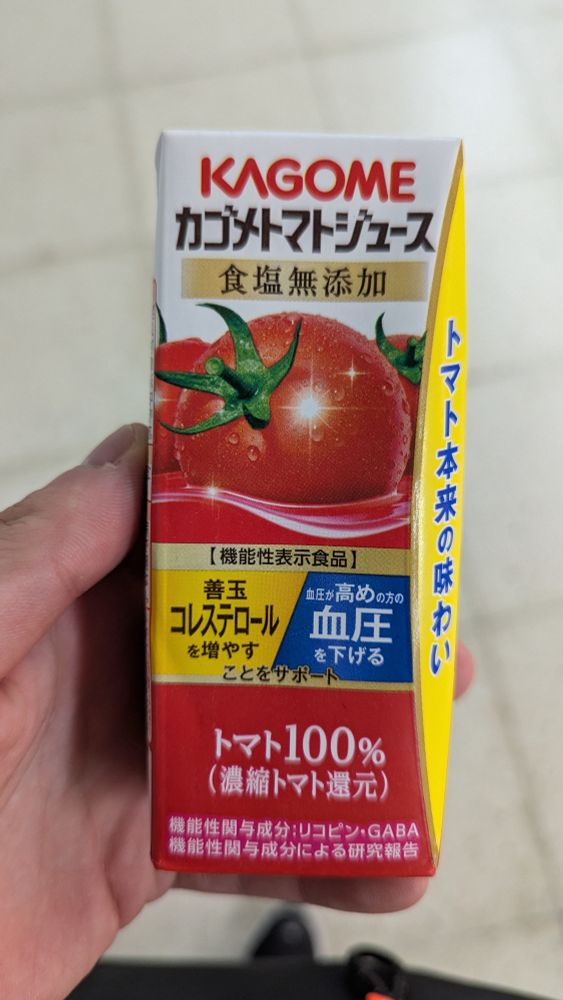 KAGOME
カゴメトマトジュース
食塩無添加
トマト本来の味わい
【機能性表示食品】
善玉
コレステロール
を増やす
血圧が高めの方の
血圧
を下げる
ことをサポート
トマト100%
(濃縮トマト還元)
機能性関与成分:リコピン・GABA
機能性関与成分による研究報告